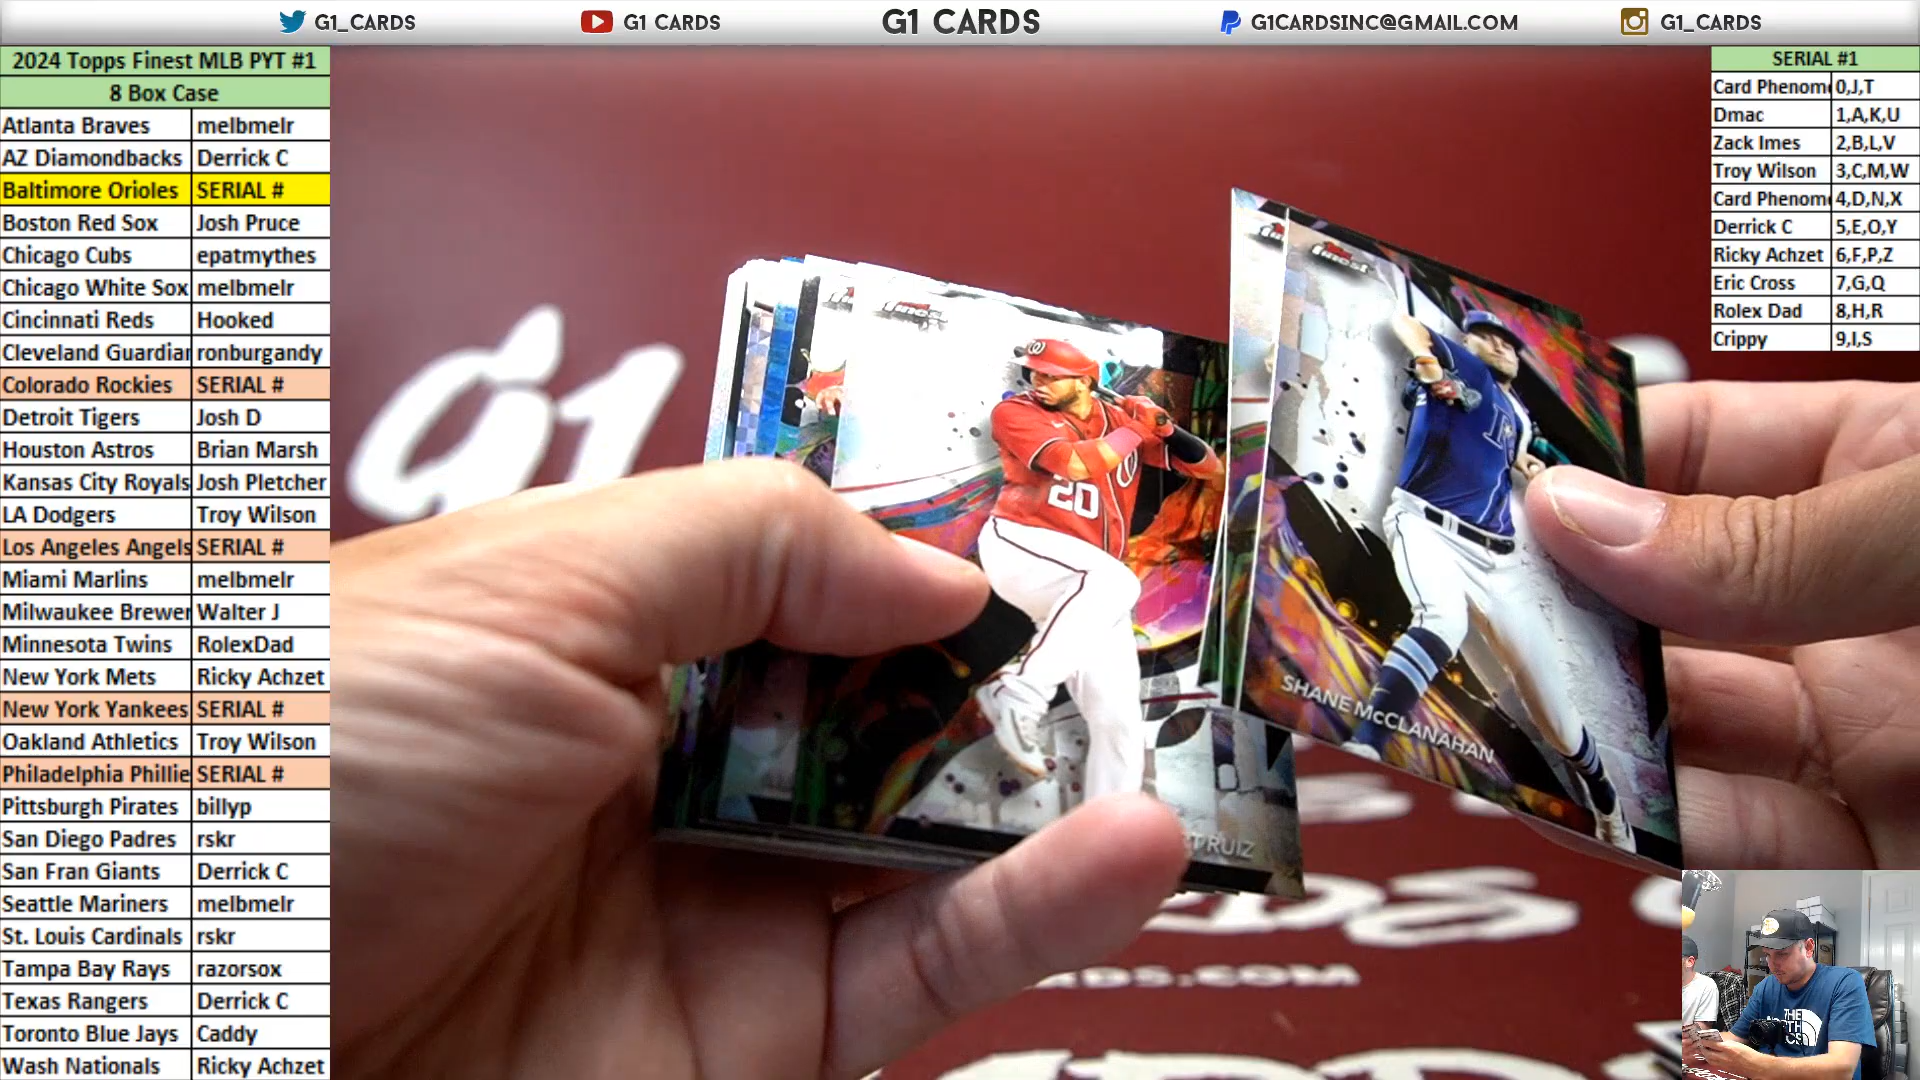 G1_CARDS G1 CARDS G1 CARDS G1CARDSINC@GMAIL.COM G1_CARDS
2024 Topps Finest MLB PYT #1
8 Box Case
Atlanta Braves melbmelr
AZ Diamondbacks Derrick C
Baltimore Orioles SERIAL #
Boston Red Sox Josh Pruce
Chicago Cubs epatmythes
Chicago White Sox melbmelr
Cincinnati Reds Hooked
Cleveland Guardian ronburgandy
Colorado Rockies SERIAL #
Detroit Tigers Josh D
Houston Astros Brian Marsh
Kansas City Royals Josh Pletcher
LA Dodgers Troy Wilson
Los Angeles Angels SERIAL #
Miami Marlins melbmelr
Milwaukee Brewer Walter J
Minnesota Twins RolexDad
New York Mets Ricky Achzet
New York Yankees SERIAL #
Oakland Athletics Troy Wilson
Philadelphia Phillie SERIAL #
Pittsburgh Pirates billyp
San Diego Padres rskr
San Fran Giants Derrick C
Seattle Mariners melbmelr
St. Louis Cardinals rskr
Tampa Bay Rays razorsox
Texas Rangers Derrick C
Toronto Blue Jays Caddy
Wash Nationals Ricky Achzet
SERIAL #1
Card Phenom 0,J,T
Dmac 1,A,K,U
Zack Imes 2,B,L,V
Troy Wilson 3,C,M,W
Card Phenom 4,D,N,X
Derrick C 5,E,O,Y
Ricky Achzet 6,F,P,Z
Eric Cross 7,G,Q
Rolex Dad 8,H,R
Crippy 9,I,S
finest
finest
20
RUIZ
SHANE McCLANAHAN
g1
THE
NORTH